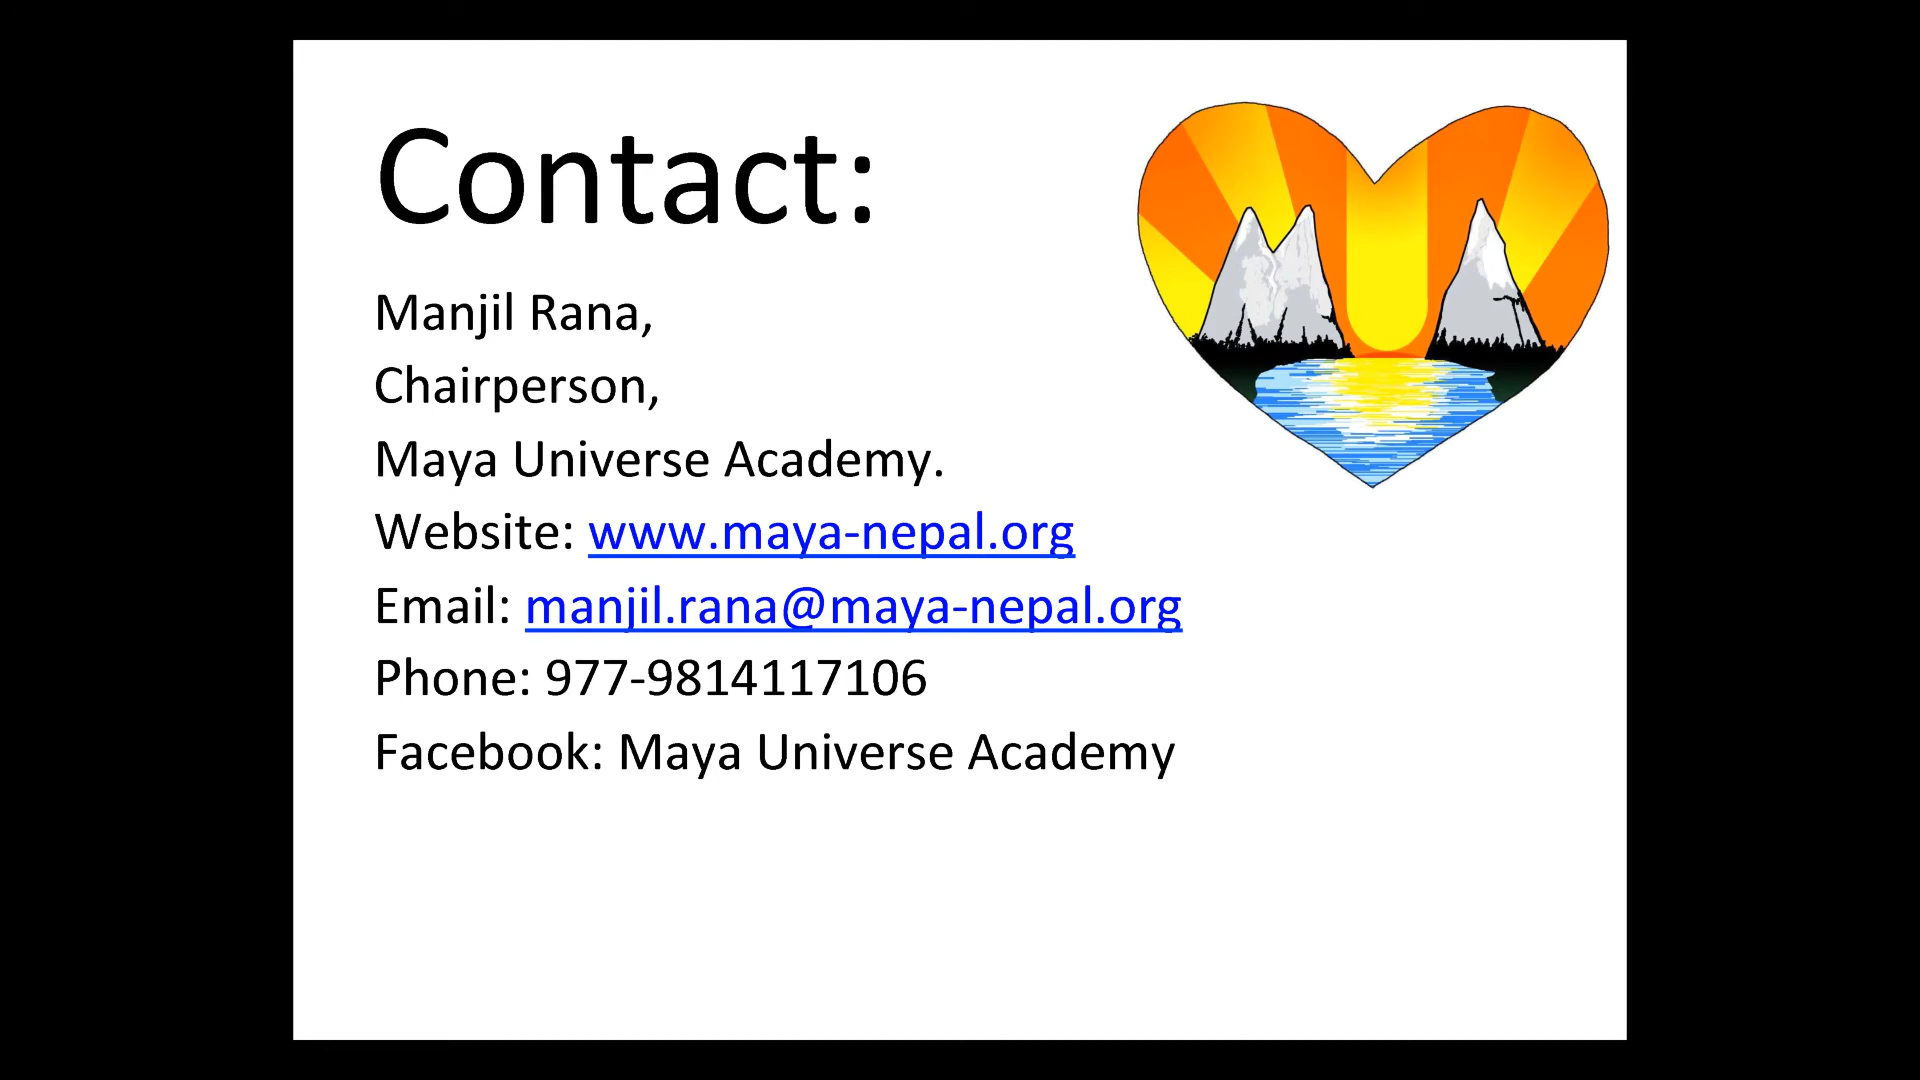 Contact:
Manjil Rana,
Chairperson,
Maya Universe Academy.
Website: www.maya-nepal.org
Email: manjil.rana@maya-nepal.org
Phone: 977-9814117106
Facebook: Maya Universe Academy